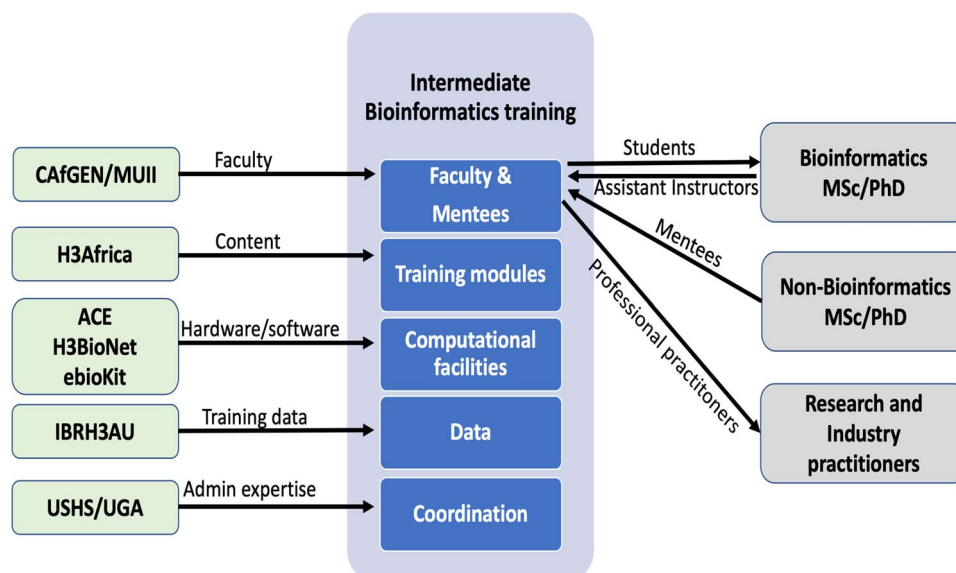 Intermediate
Bioinformatics training
CAfGEN/MUII
Faculty
Faculty &
Mentees
Students
Assistant Instructors
Bioinformatics
MSc/PhD
H3Africa
Content
Training modules
Mentees
Non-Bioinformatics
MSc/PhD
ACE
H3BioNet
ebioKit
Hardware/software
Computational
facilities
Professional practitoners
IBRH3AU
Training data
Data
Research and
Industry
practitioners
USHS/UGA
Admin expertise
Coordination